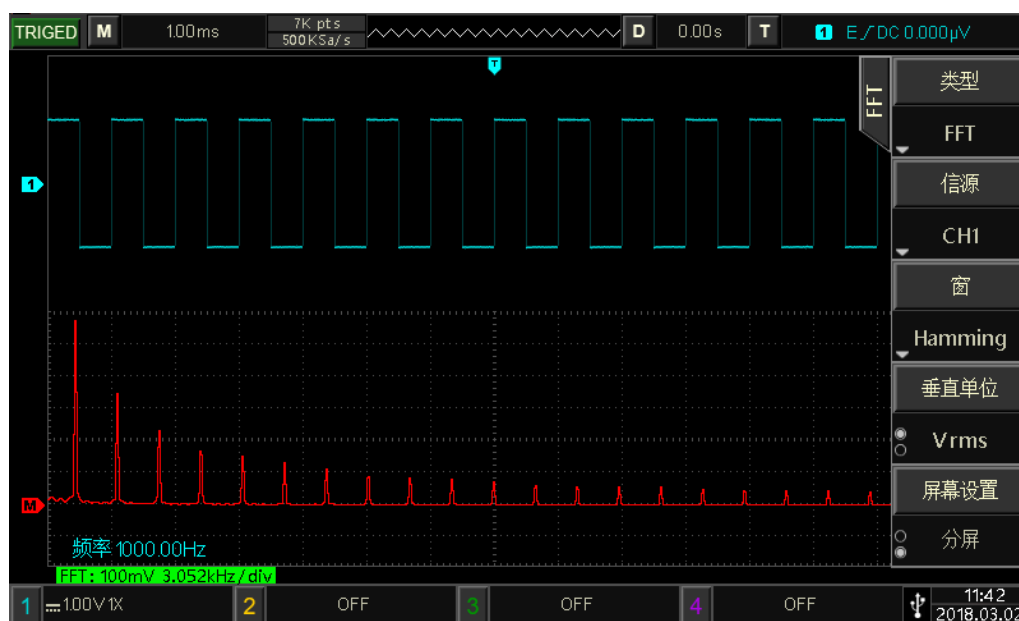 TRIGED M 1.00ms 7K pts D 0.00s T 1 E DC 0.000µV
500KSa/s
T
FFT
类型
FFT
信源
1
CH1
窗
Hamming
垂直单位
Vrms
屏幕设置
M
分屏
频率 1000.00Hz
FFT: 100mV 3.052kHz/div
1 1.00V 1X 2 OFF 3 OFF 4 OFF 11:42
2018.03.02